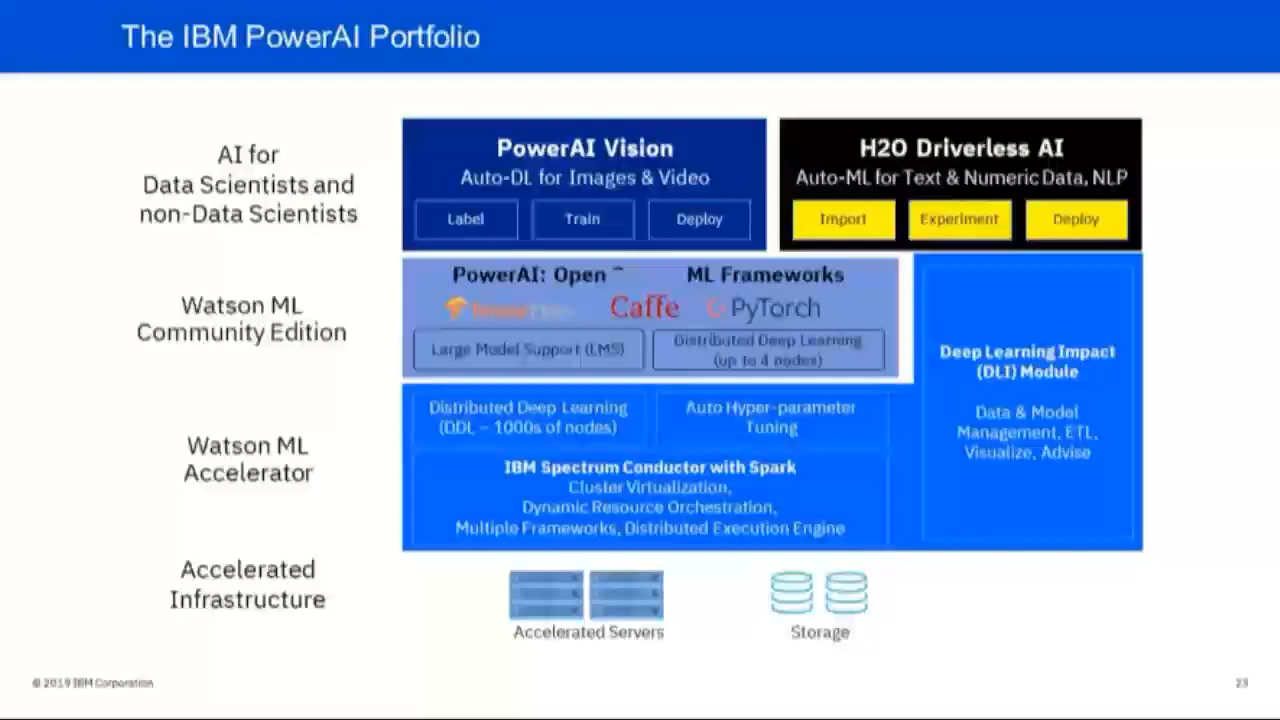 The IBM PowerAI Portfolio
AI for
Data Scientists and
non-Data Scientists
PowerAI Vision
Auto-DL for Images & Video
Label
Train
Deploy
H2O Driverless AI
Auto-ML for Text & Numeric Data, NLP
Import
Experiment
Deploy
Watson ML
Community Edition
PowerAI: Open ML Frameworks
Caffe
PyTorch
Large Model Support (LMS)
Distributed Deep Learning
(up to 4 nodes)
Deep Learning Impact
(DLI) Module
Data & Model
Management, ETL,
Visualize, Advise
Watson ML
Accelerator
Distributed Deep Learning
(DDL – 1000s of nodes)
Auto Hyper-parameter
Tuning
IBM Spectrum Conductor with Spark
Cluster Virtualization,
Dynamic Resource Orchestration,
Multiple Frameworks, Distributed Execution Engine
Accelerated
Infrastructure
Accelerated Servers
Storage
© 2019 IBM Corporation
23